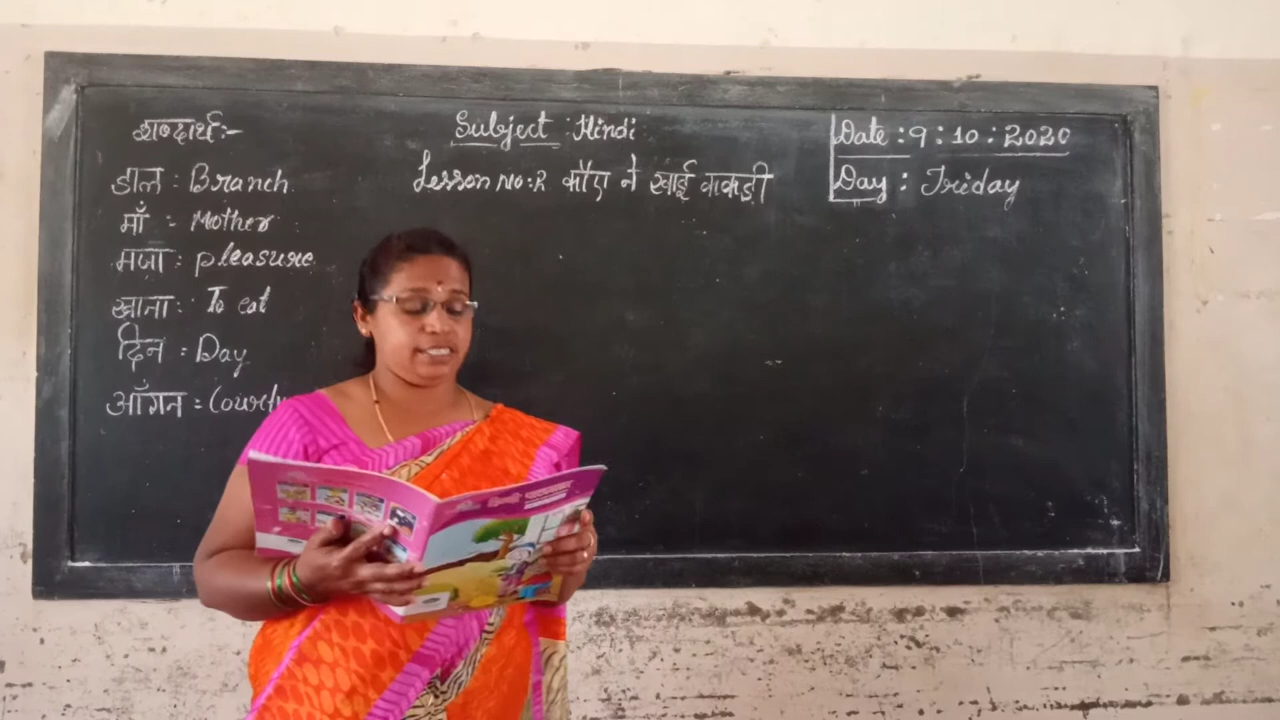 शब्दार्थ:-
डाल : Branch
माँ : Mother
मज़ा : pleasure
खाना : To eat
दिन : Day
आँगन :
Subject : Hindi
Lesson No:2 कौए ने खाई काकडी
Date : 9 : 10 : 2020
Day : Friday
हिन्दी